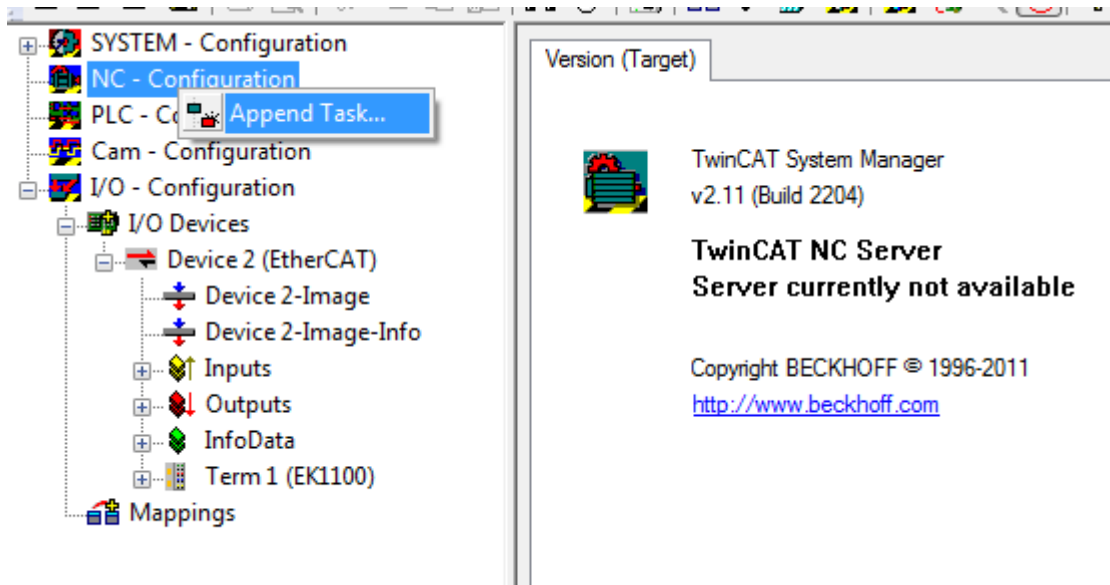 SYSTEM - Configuration
NC - Configuration
PLC - Co
Append Task...
Cam - Configuration
I/O - Configuration
I/O Devices
Device 2 (EtherCAT)
Device 2-Image
Device 2-Image-Info
Inputs
Outputs
InfoData
Term 1 (EK1100)
Mappings
Version (Target)
TwinCAT System Manager
v2.11 (Build 2204)
TwinCAT NC Server
Server currently not available
Copyright BECKHOFF © 1996-2011
http://www.beckhoff.com